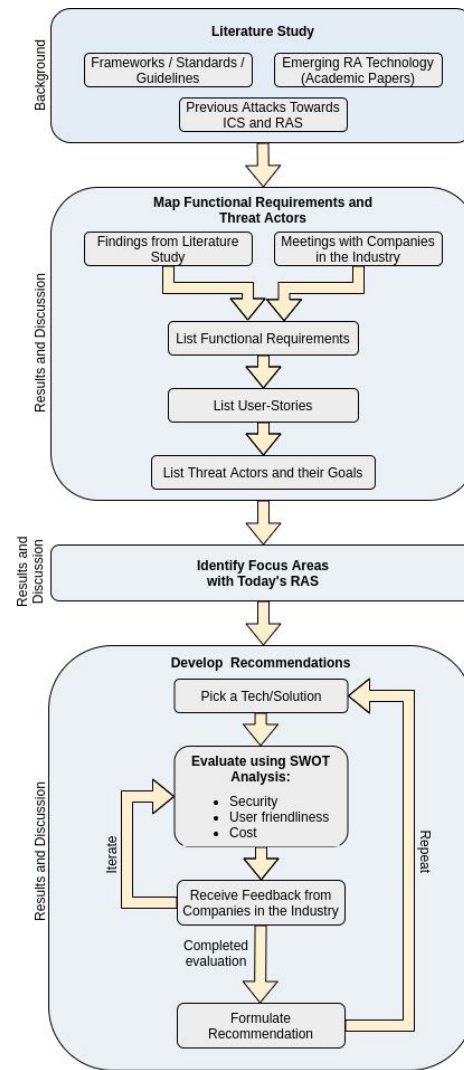 Background
Literature Study
Frameworks / Standards /
Guidelines
Emerging RA Technology
(Academic Papers)
Previous Attacks Towards
ICS and RAS
Results and Discussion
Map Functional Requirements and
Threat Actors
Findings from Literature
Study
Meetings with Companies
in the Industry
List Functional Requirements
List User-Stories
List Threat Actors and their Goals
Results and
Discussion
Identify Focus Areas
with Today's RAS
Results and Discussion
Develop Recommendations
Pick a Tech/Solution
Evaluate using SWOT
Analysis:
• Security
• User friendliness
• Cost
Iterate
Repeat
Receive Feedback from
Companies in the Industry
Completed
evaluation
Formulate
Recommendation